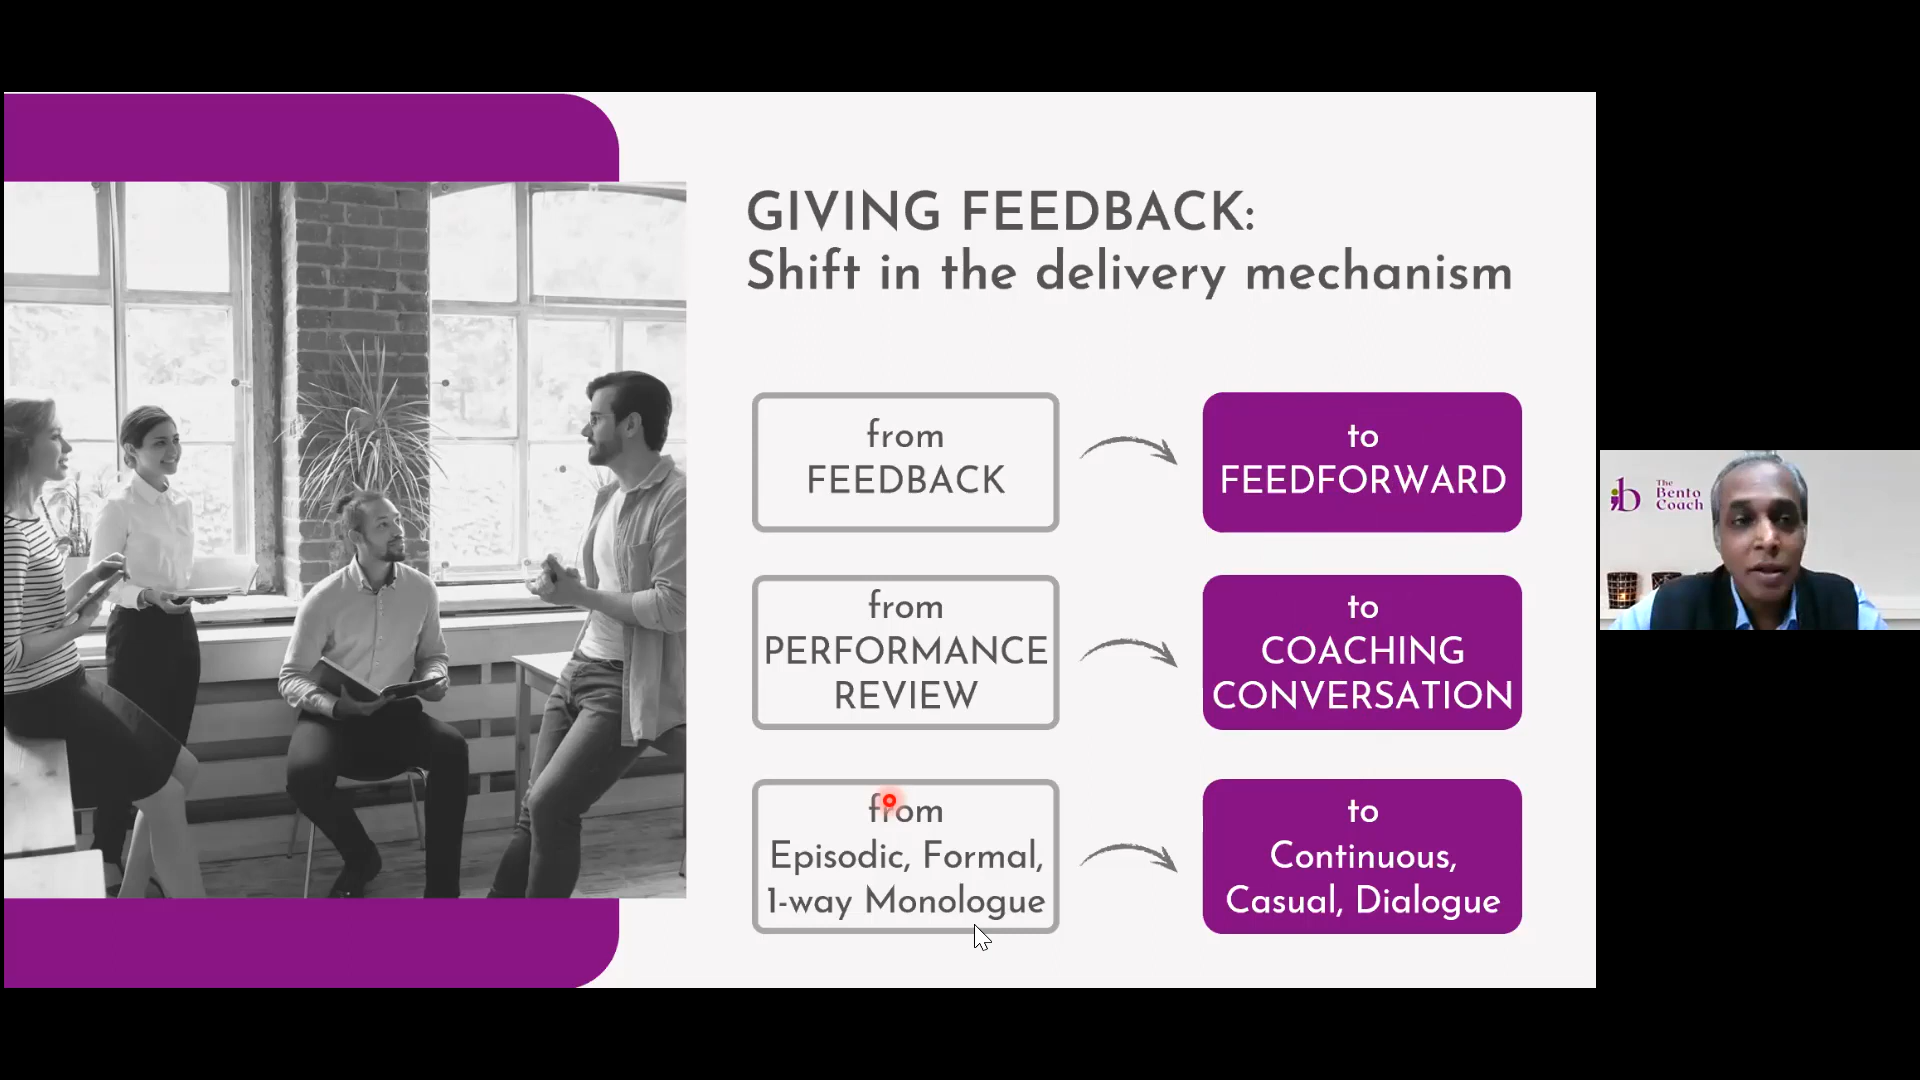 GIVING FEEDBACK:
Shift in the delivery mechanism
from
FEEDBACK
to
FEEDFORWARD
from
PERFORMANCE
REVIEW
to
COACHING
CONVERSATION
from
Episodic, Formal,
1-way Monologue
to
Continuous,
Casual, Dialogue
b
The
Bento
Coach